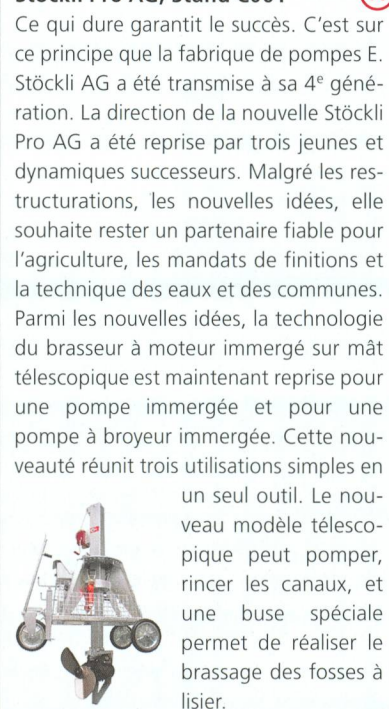 Ce qui dure garantit le succès. C'est sur
ce principe que la fabrique de pompes E.
Stöckli AG a été transmise à sa 4e géné-
ration. La direction de la nouvelle Stöckli
Pro AG a été reprise par trois jeunes et
dynamiques successeurs. Malgré les res-
tructurations, les nouvelles idées, elle
souhaite rester un partenaire fiable pour
l'agriculture, les mandats de finitions et
la technique des eaux et des communes.
Parmi les nouvelles idées, la technologie
du brasseur à moteur immergé sur mât
télescopique est maintenant reprise pour
une pompe immergée et pour une
pompe à broyeur immergée. Cette nou-
veauté réunit trois utilisations simples en
un seul outil. Le nou-
veau modèle télesco-
pique peut pomper,
rincer les canaux, et
une buse spéciale
permet de réaliser le
brassage des fosses à
lisier.